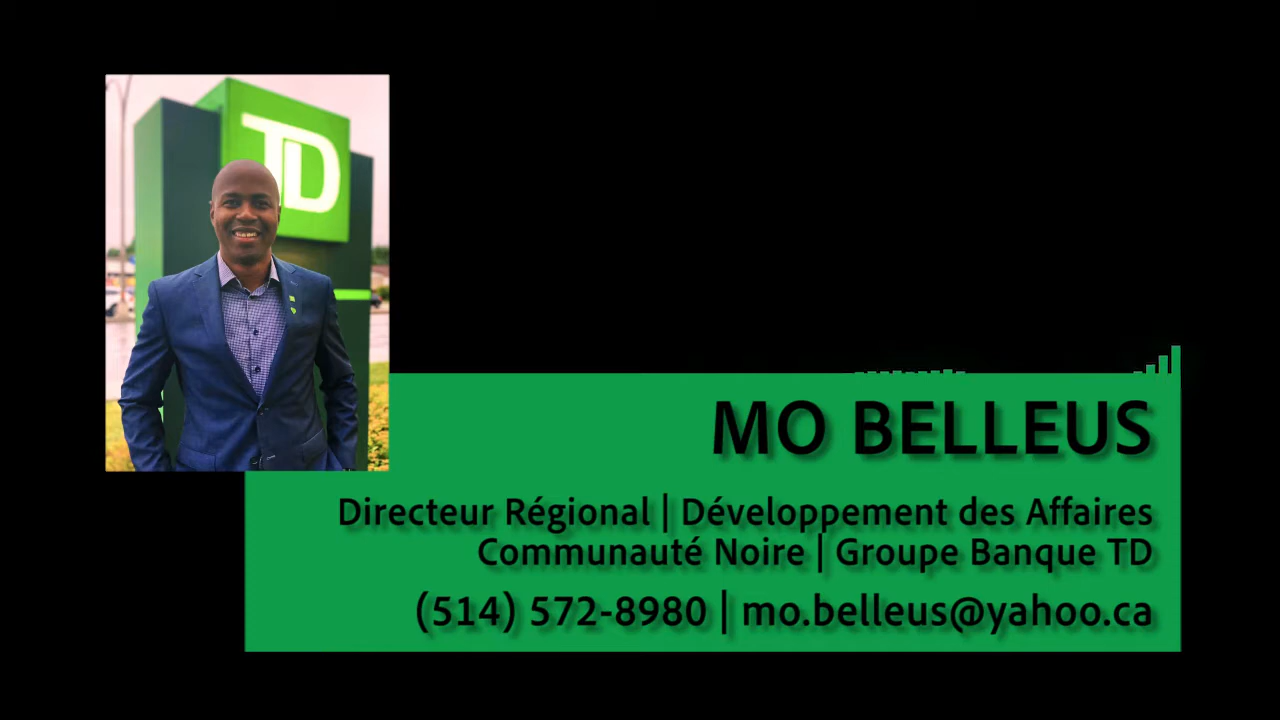 TD
MO BELLEUS
Directeur Régional | Développement des Affaires
Communauté Noire | Groupe Banque TD
(514) 572-8980 | mo.belleus@yahoo.ca